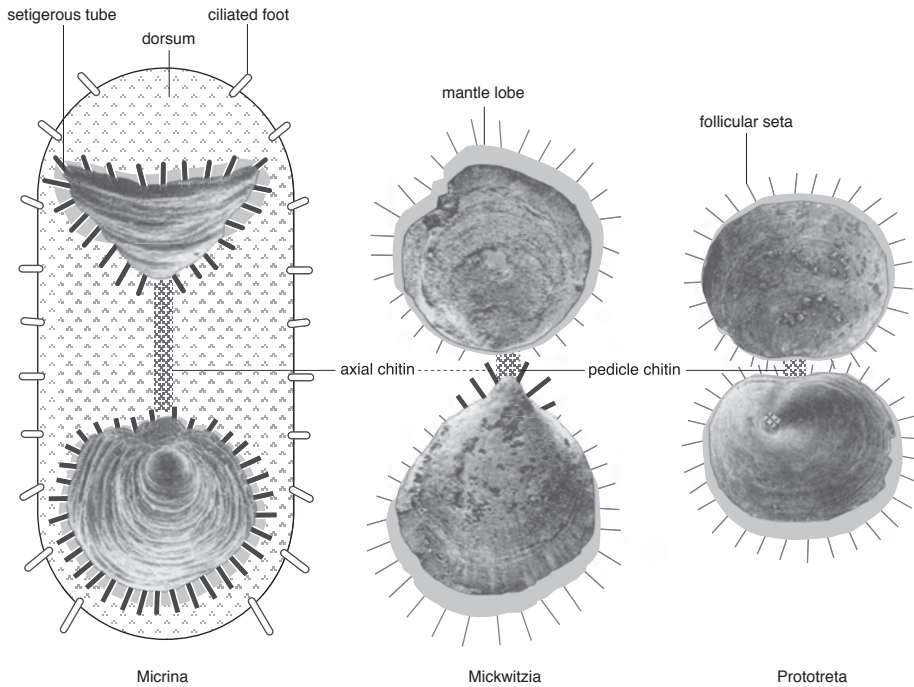 setigerous tube
ciliated foot
dorsum
mantle lobe
follicular seta
axial chitin
pedicle chitin
Micrina
Mickwitzia
Prototreta